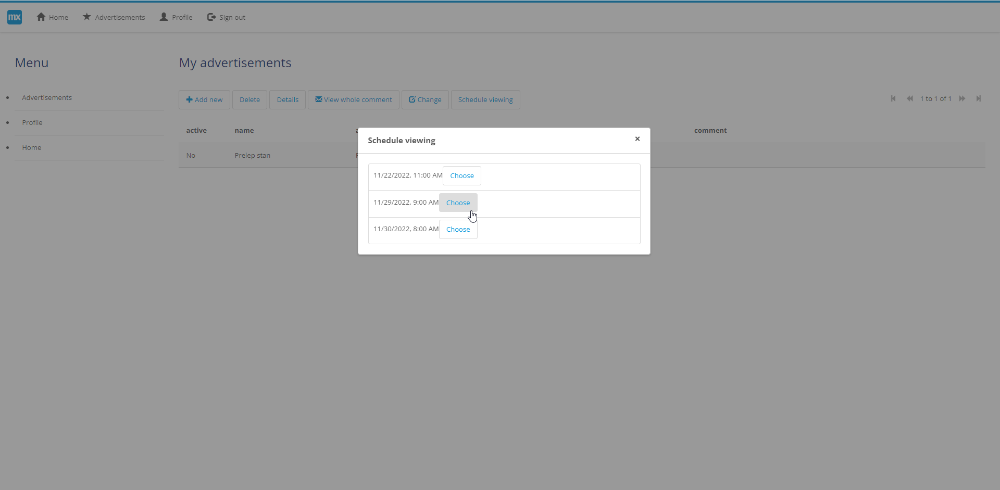 mx Home Advertisements Profile Sign out
Menu
My advertisements
Advertisements
Profile
Home
Add new Delete Details View whole comment Change Schedule viewing 1 to 1 of 1
active name comment
No Prelep stan
Schedule viewing ×
11/22/2022, 11:00 AM Choose
11/29/2022, 9:00 AM Choose
11/30/2022, 8:00 AM Choose